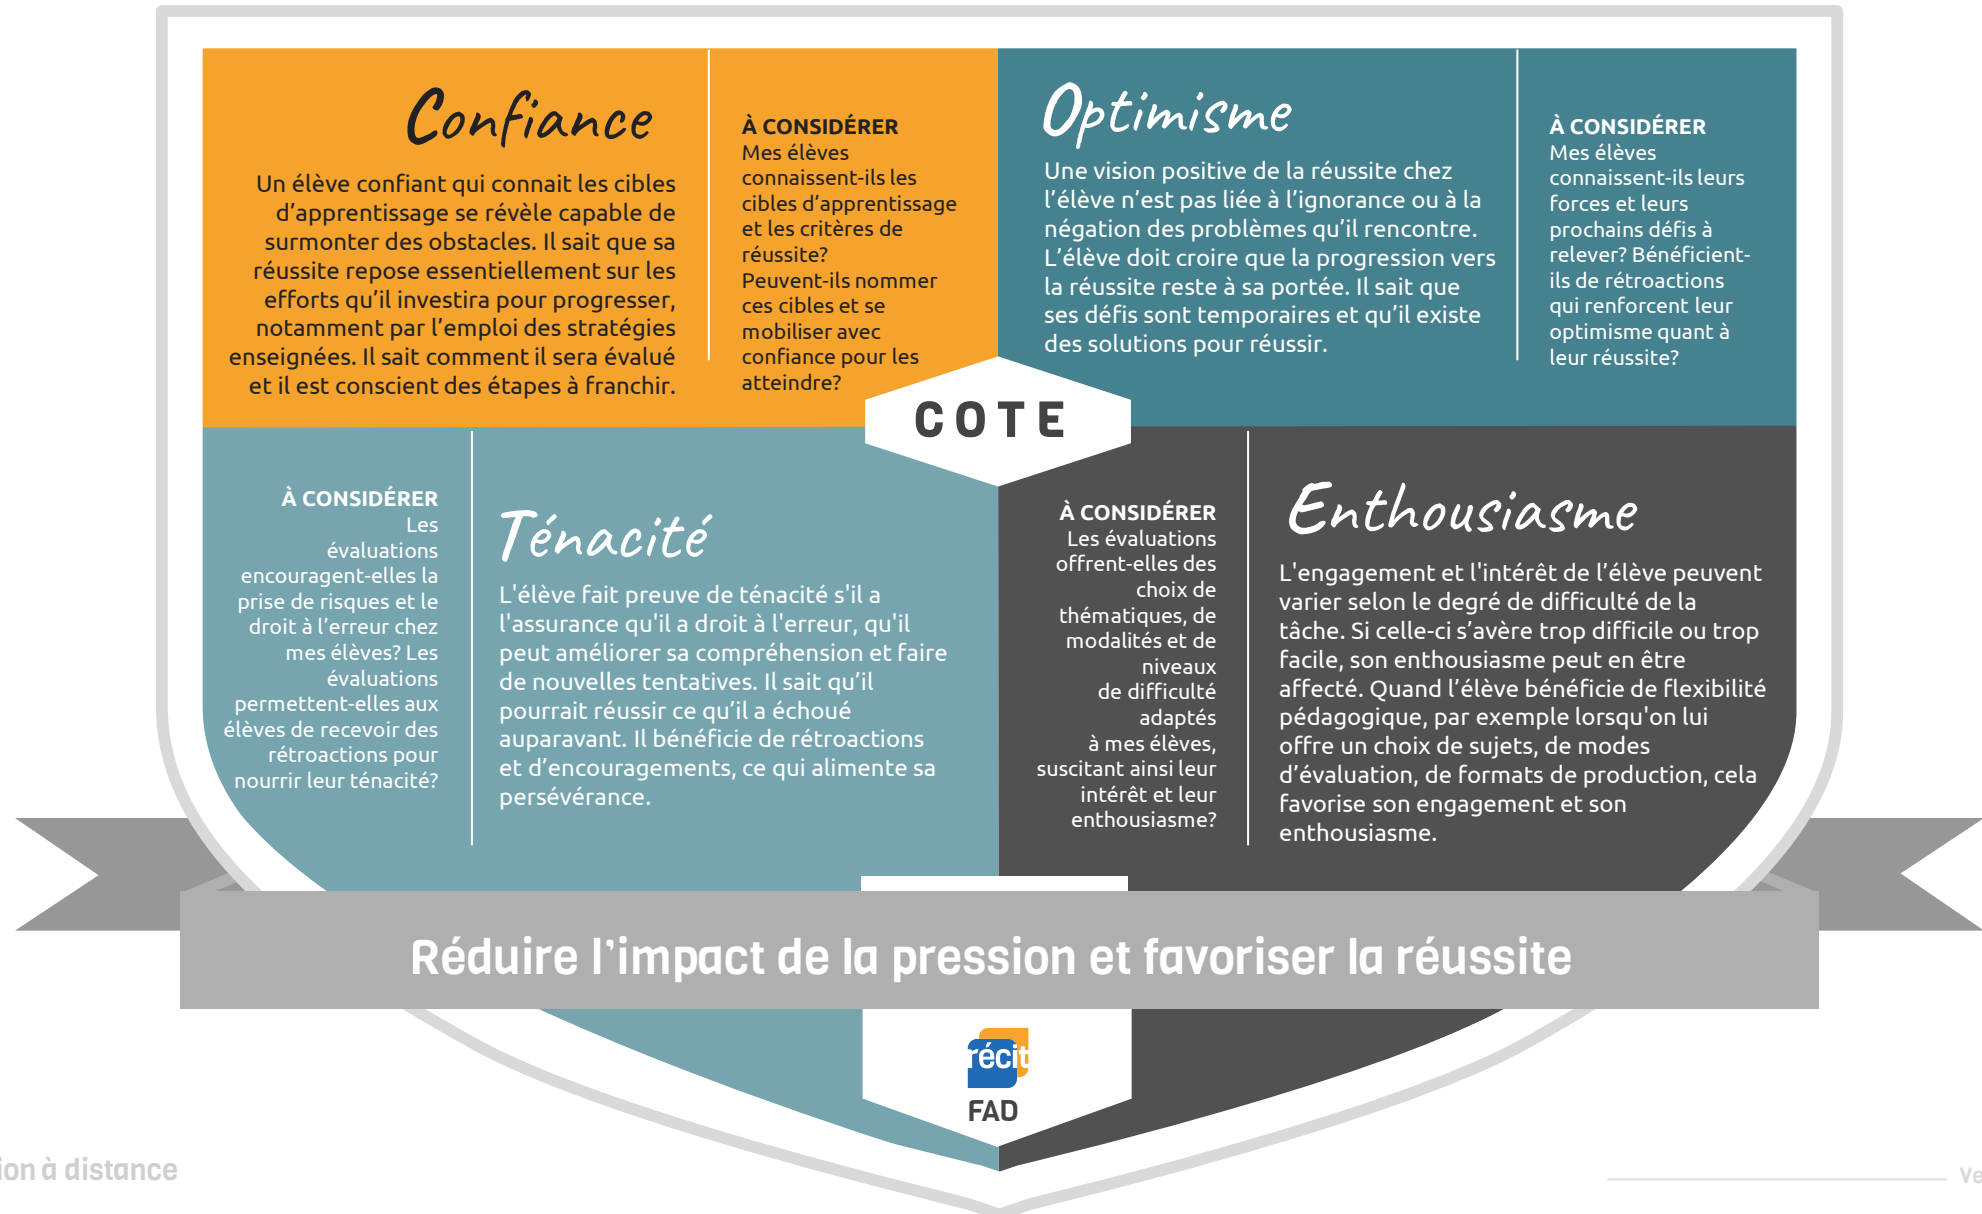 Confiance
Un élève confiant qui connait les cibles
d’apprentissage se révèle capable de
surmonter des obstacles. Il sait que sa
réussite repose essentiellement sur les
efforts qu’il investira pour progresser,
notamment par l’emploi des stratégies
enseignées. Il sait comment il sera évalué
et il est conscient des étapes à franchir.
À CONSIDÉRER
Mes élèves
connaissent-ils les
cibles d’apprentissage
et les critères de
réussite?
Peuvent-ils nommer
ces cibles et se
mobiliser avec
confiance pour les
atteindre?
Optimisme
Une vision positive de la réussite chez
l’élève n’est pas liée à l’ignorance ou à la
négation des problèmes qu’il rencontre.
L’élève doit croire que la progression vers
la réussite reste à sa portée. Il sait que
ses défis sont temporaires et qu’il existe
des solutions pour réussir.
À CONSIDÉRER
Mes élèves
connaissent-ils leurs
forces et leurs
prochains défis à
relever? Bénéficient-
ils de rétroactions
qui renforcent leur
optimisme quant à
leur réussite?
COTE
À CONSIDÉRER
Les
évaluations
encouragent-elles la
prise de risques et le
droit à l’erreur chez
mes élèves? Les
évaluations
permettent-elles aux
élèves de recevoir des
rétroactions pour
nourrir leur ténacité?
Ténacité
L'élève fait preuve de ténacité s'il a
l'assurance qu'il a droit à l'erreur, qu'il
peut améliorer sa compréhension et faire
de nouvelles tentatives. Il sait qu’il
pourrait réussir ce qu’il a échoué
auparavant. Il bénéficie de rétroactions
et d’encouragements, ce qui alimente sa
persévérance.
À CONSIDÉRER
Les évaluations
offrent-elles des
choix de
thématiques, de
modalités et de
niveaux
de difficulté
adaptés
à mes élèves,
suscitant ainsi leur
intérêt et leur
enthousiasme?
Enthousiasme
L'engagement et l'intérêt de l’élève peuvent
varier selon le degré de difficulté de la
tâche. Si celle-ci s’avère trop difficile ou trop
facile, son enthousiasme peut en être
affecté. Quand l’élève bénéficie de flexibilité
pédagogique, par exemple lorsqu'on lui
offre un choix de sujets, de modes
d’évaluation, de formats de production, cela
favorise son engagement et son
enthousiasme.
Réduire l’impact de la pression et favoriser la réussite
récit
FAD
ion à distance
Ve